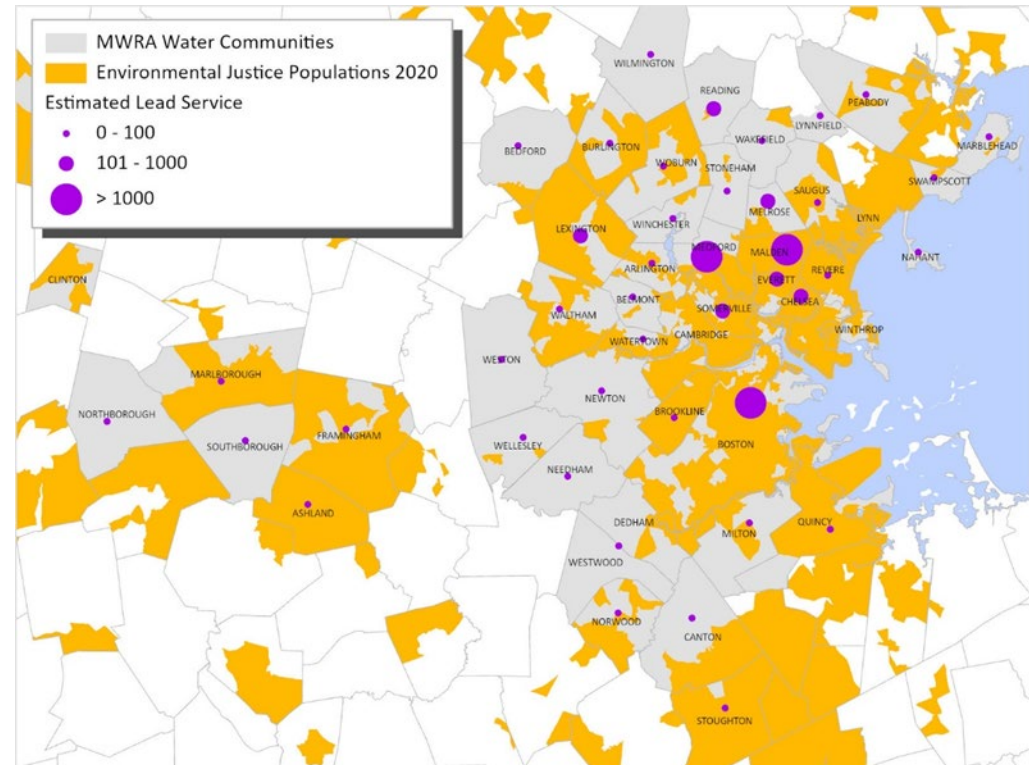 MWRA Water Communities
Environmental Justice Populations 2020
Estimated Lead Service
0 - 100
101 - 1000
> 1000
WILMINGTON
READING
PEABODY
LYNNFIELD
BEDFORD
BURLINGTON
WAKEFIELD
MARBLEHEAD
WOBURN
STONEHAM
SWAMPSCOTT
SAUGUS
MELROSE
LYNN
WINCHESTER
LEXINGTON
MEDFORD
MALDEN
NAHANT
ARLINGTON
REVERE
CLINTON
EVERETT
BELMONT
CHELSEA
WALTHAM
SOMERVILLE
WINTHROP
CAMBRIDGE
WATERTOWN
WESTON
MARLBOROUGH
NEWTON
NORTHBOROUGH
BROOKLINE
FRAMINGHAM
WELLESLEY
BOSTON
SOUTHBOROUGH
NEEDHAM
ASHLAND
DEDHAM
QUINCY
MILTON
WESTWOOD
NORWOOD
CANTON
STOUGHTON